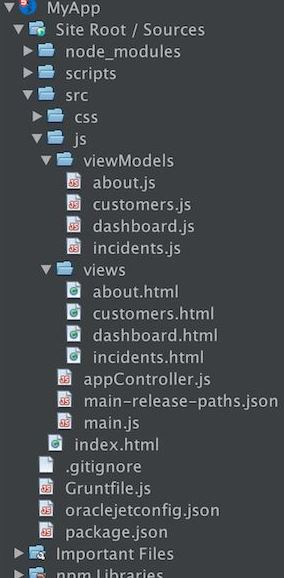 MyApp
Site Root / Sources
node_modules
scripts
src
css
js
viewModels
about.js
customers.js
dashboard.js
incidents.js
views
about.html
customers.html
dashboard.html
incidents.html
appController.js
main-release-paths.json
main.js
index.html
.gitignore
Gruntfile.js
oraclejetconfig.json
package.json
Important Files
npm Libraries